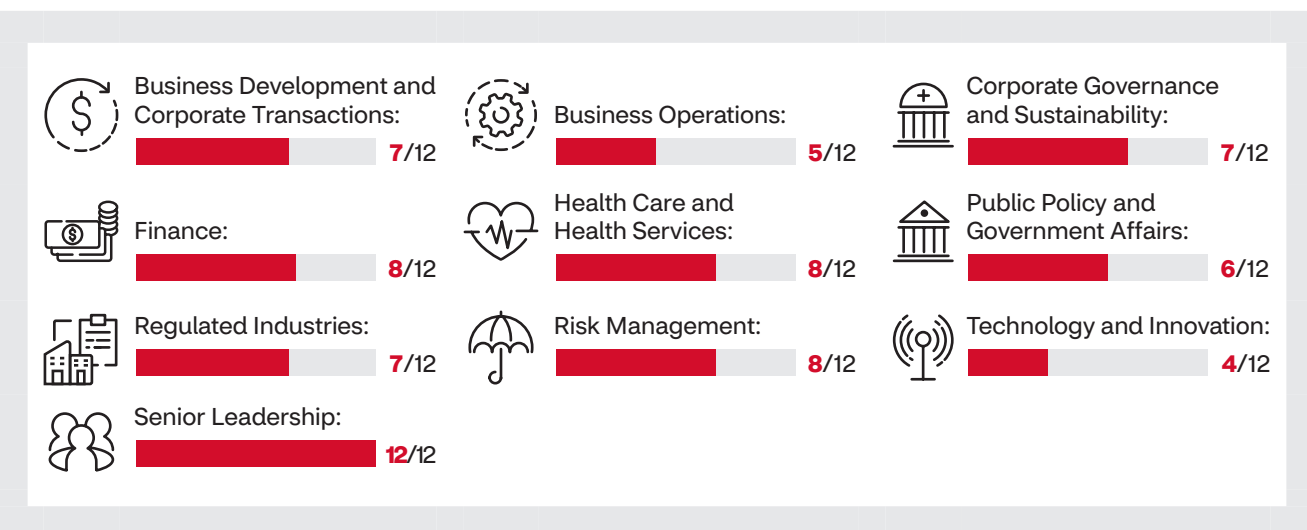 Business Development and
Corporate Transactions:
7/12
Business Operations:
5/12
Corporate Governance
and Sustainability:
7/12
Finance:
8/12
Health Care and
Health Services:
8/12
Public Policy and
Government Affairs:
6/12
Regulated Industries:
7/12
Risk Management:
8/12
Technology and Innovation:
4/12
Senior Leadership:
12/12